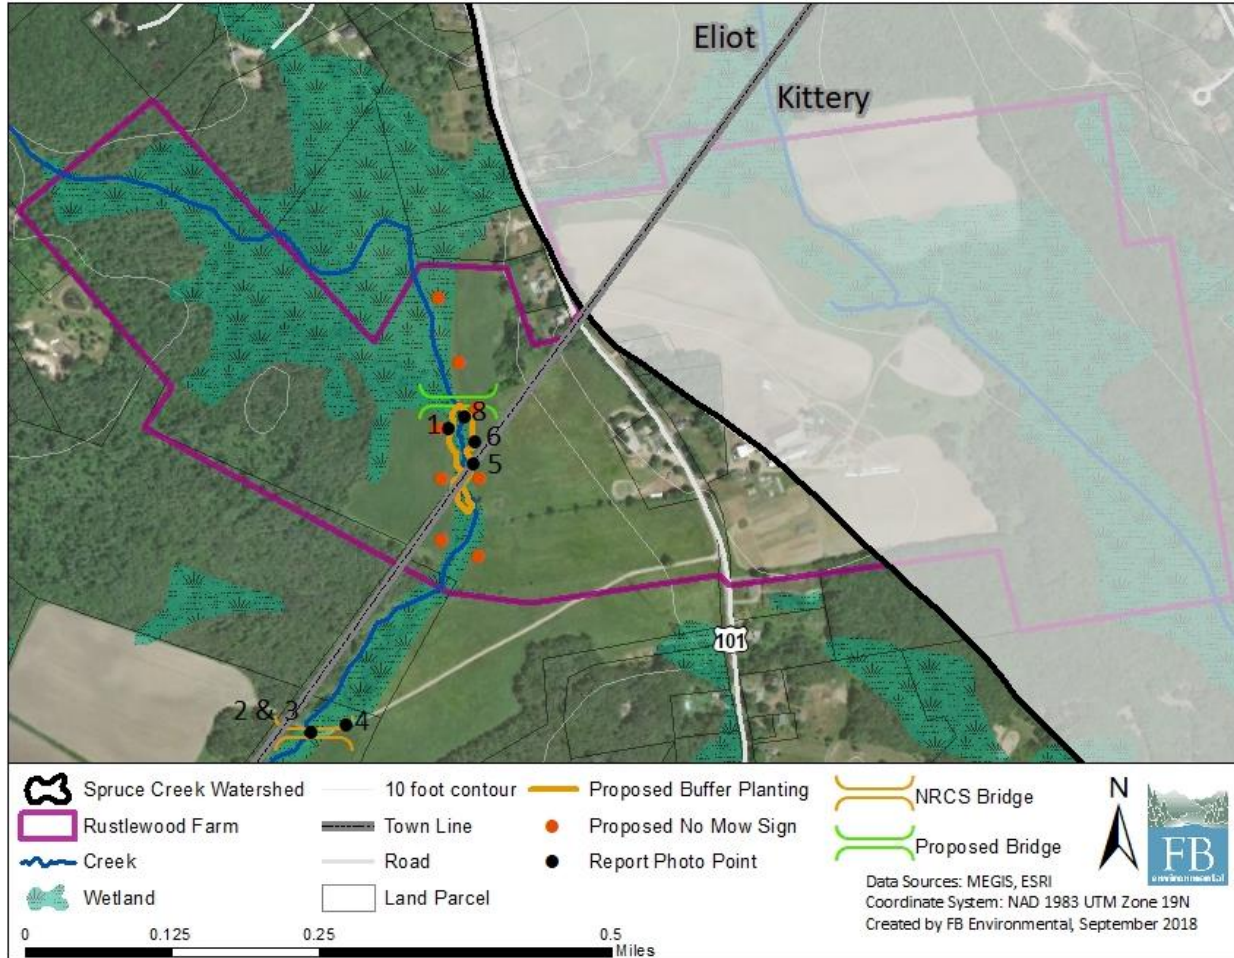 Eliot
Kittery
1
8
6
5
101
2 & 3
4
Spruce Creek Watershed
Rustlewood Farm
Creek
Wetland
10 foot contour
Town Line
Road
Land Parcel
Proposed Buffer Planting
Proposed No Mow Sign
Report Photo Point
NRCS Bridge
Proposed Bridge
N
FB
environmental
Data Sources: MEGIS, ESRI
Coordinate System: NAD 1983 UTM Zone 19N
Created by FB Environmental, September 2018
0 0.125 0.25 0.5
Miles